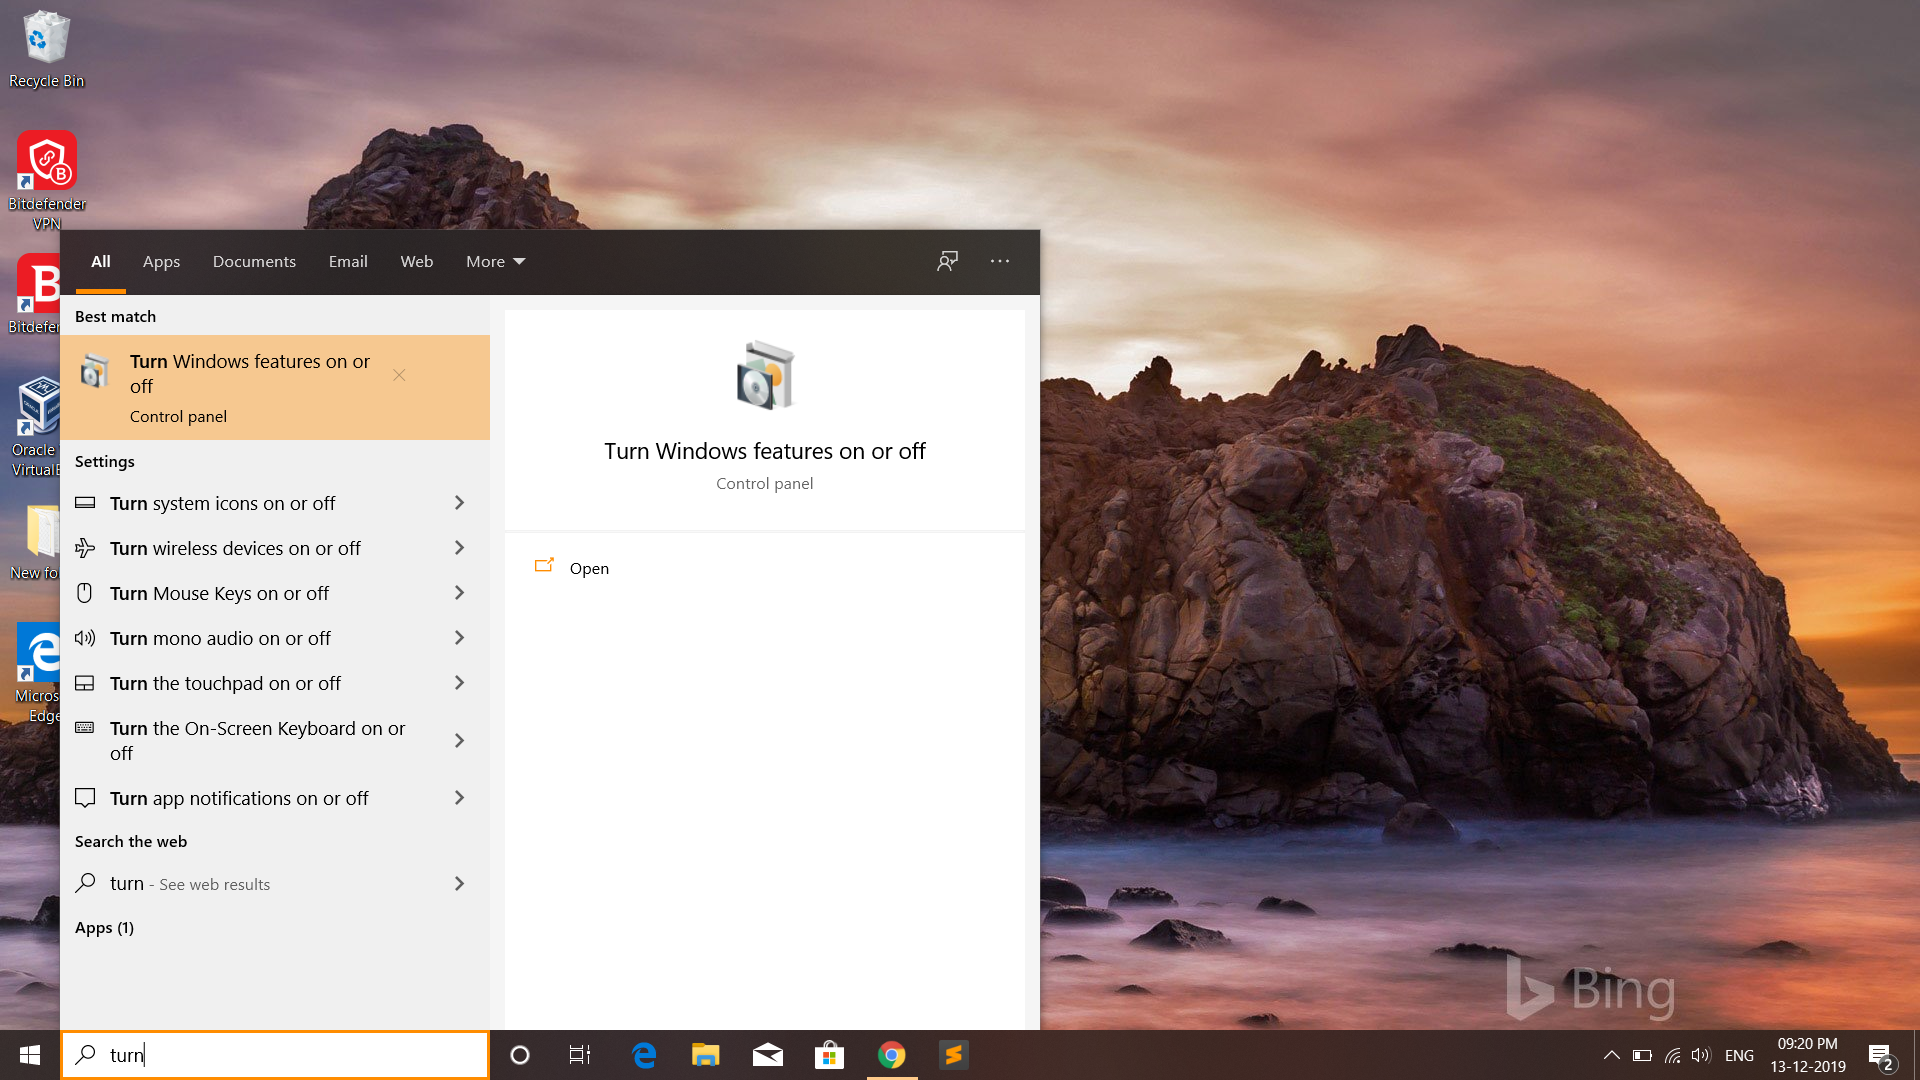 Recycle Bin
Bitdefender
VPN
Bitdefen
Oracle
VirtualB
New fo
Micros
Edge
All
Apps
Documents
Email
Web
More
Best match
Turn Windows features on or
off
Control panel
Settings
Turn system icons on or off
Turn wireless devices on or off
Turn Mouse Keys on or off
Turn mono audio on or off
Turn the touchpad on or off
Turn the On-Screen Keyboard on or
off
Turn app notifications on or off
Search the web
turn - See web results
Apps (1)
Turn Windows features on or off
Control panel
Open
Bing
turn
ENG
09:20 PM
13-12-2019
2